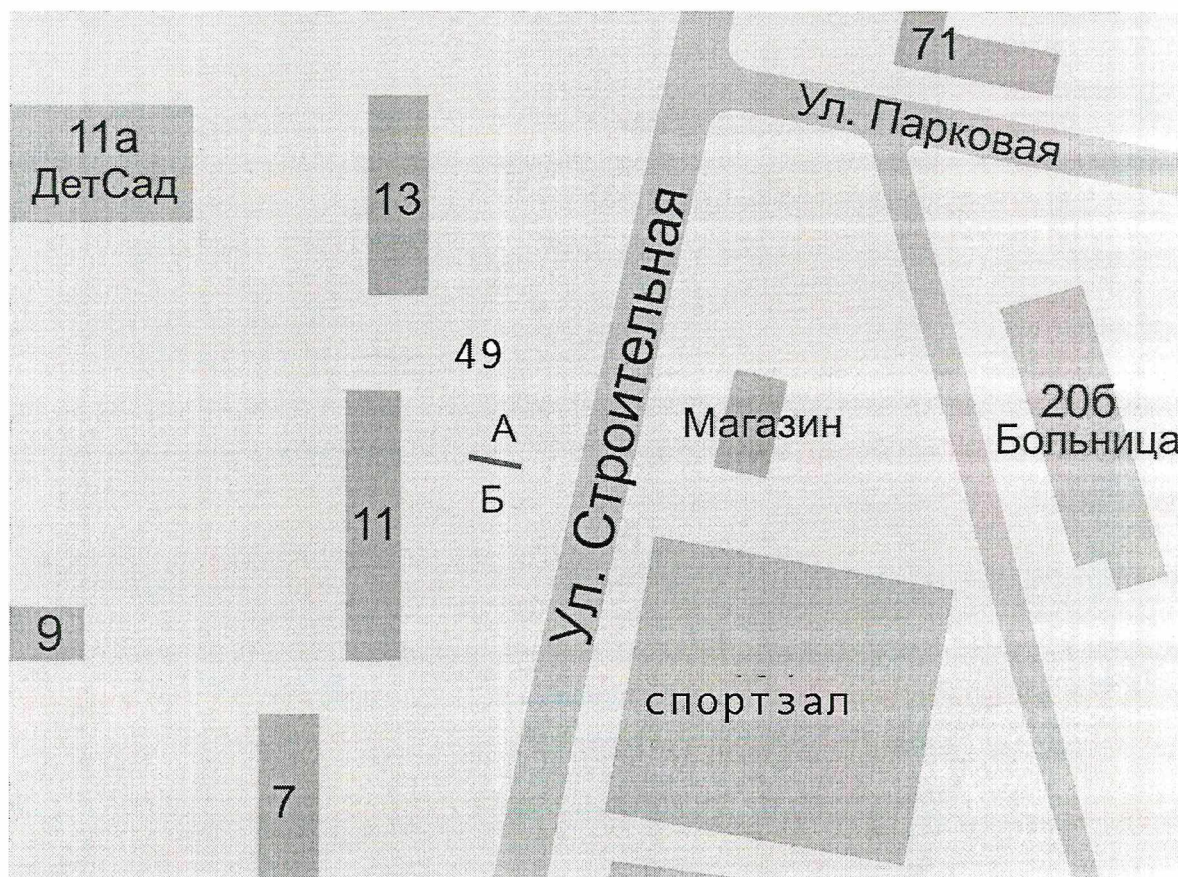 71
Ул. Парковая
11а
ДетСад
13
Ул. Строительная
49
А
Б
Магазин
20б
Больница
11
9
спортзал
7